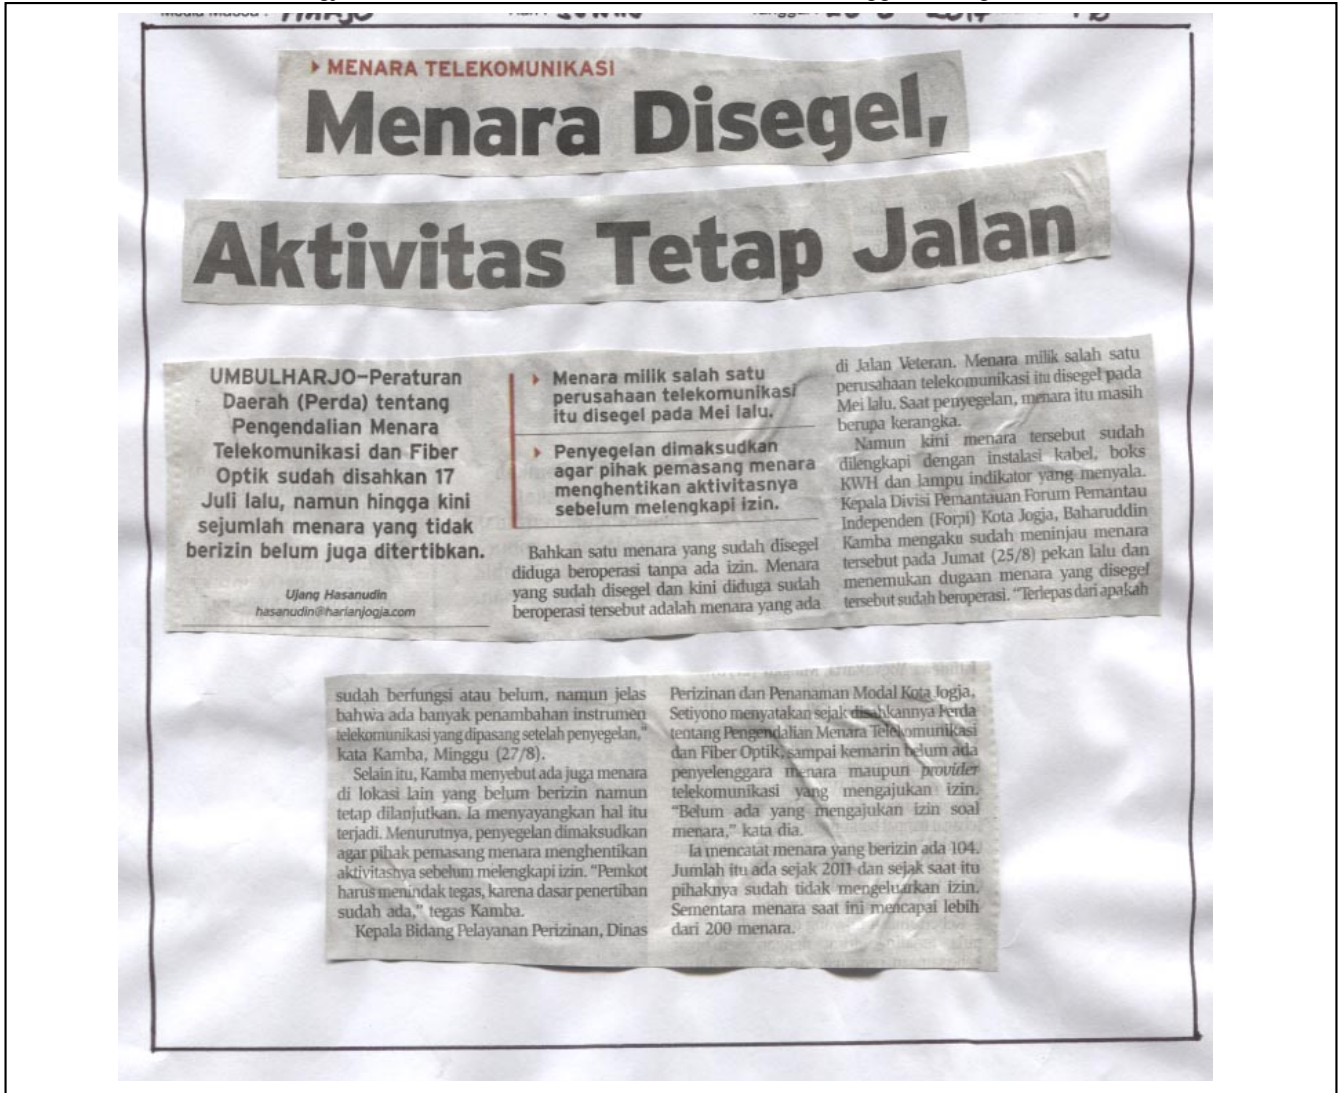 ▸ MENARA TELEKOMUNIKASI
Menara Disegel,
Aktivitas Tetap Jalan
UMBULHARJO–Peraturan
Daerah (Perda) tentang
Pengendalian Menara
Telekomunikasi dan Fiber
Optik sudah disahkan 17
Juli lalu, namun hingga kini
sejumlah menara yang tidak
berizin belum juga ditertibkan.
Ujang Hasanudin
hasanudin@harianjogja.com
▸ Menara milik salah satu
perusahaan telekomunikasi
itu disegel pada Mei lalu.
▸ Penyegelan dimaksudkan
agar pihak pemasang menara
menghentikan aktivitasnya
sebelum melengkapi izin.
Bahkan satu menara yang sudah disegel
diduga beroperasi tanpa ada izin. Menara
yang sudah disegel dan kini diduga sudah
beroperasi tersebut adalah menara yang ada
di Jalan Veteran. Menara milik salah satu
perusahaan telekomunikasi itu disegel pada
Mei lalu. Saat penyegelan, menara itu masih
berupa kerangka.
Namun kini menara tersebut sudah
dilengkapi dengan instalasi kabel, boks
KWH dan lampu indikator yang menyala.
Kepala Divisi Pemantauan Forum Pemantau
Independen (Forpi) Kota Jogja, Baharuddin
Kamba mengaku sudah meninjau menara
tersebut pada Jumat (25/8) pekan lalu dan
menemukan dugaan menara yang disegel
tersebut sudah beroperasi. “Terlepas dari apakah
sudah berfungsi atau belum, namun jelas
bahwa ada banyak penambahan instrumen
telekomunikasi yang dipasang setelah penyegelan,”
kata Kamba, Minggu (27/8).
Selain itu, Kamba menyebut ada juga menara
di lokasi lain yang belum berizin namun
tetap dilanjutkan. Ia menyayangkan hal itu
terjadi. Menurutnya, penyegelan dimaksudkan
agar pihak pemasang menara menghentikan
aktivitasnya sebelum melengkapi izin. “Pemkot
harus menindak tegas, karena dasar penertiban
sudah ada,” tegas Kamba.
Kepala Bidang Pelayanan Perizinan, Dinas
Perizinan dan Penanaman Modal Kota Jogja,
Setiyono menyatakan sejak disahkannya Perda
tentang Pengendalian Menara Telekomunikasi
dan Fiber Optik, sampai kemarin belum ada
penyelenggara menara maupun provider
telekomunikasi yang mengajukan izin.
“Belum ada yang mengajukan izin soal
menara,” kata dia.
Ia mencatat menara yang berizin ada 104.
Jumlah itu ada sejak 2011 dan sejak saat itu
pihaknya sudah tidak mengeluarkan izin.
Sementara menara saat ini mencapai lebih
dari 200 menara.